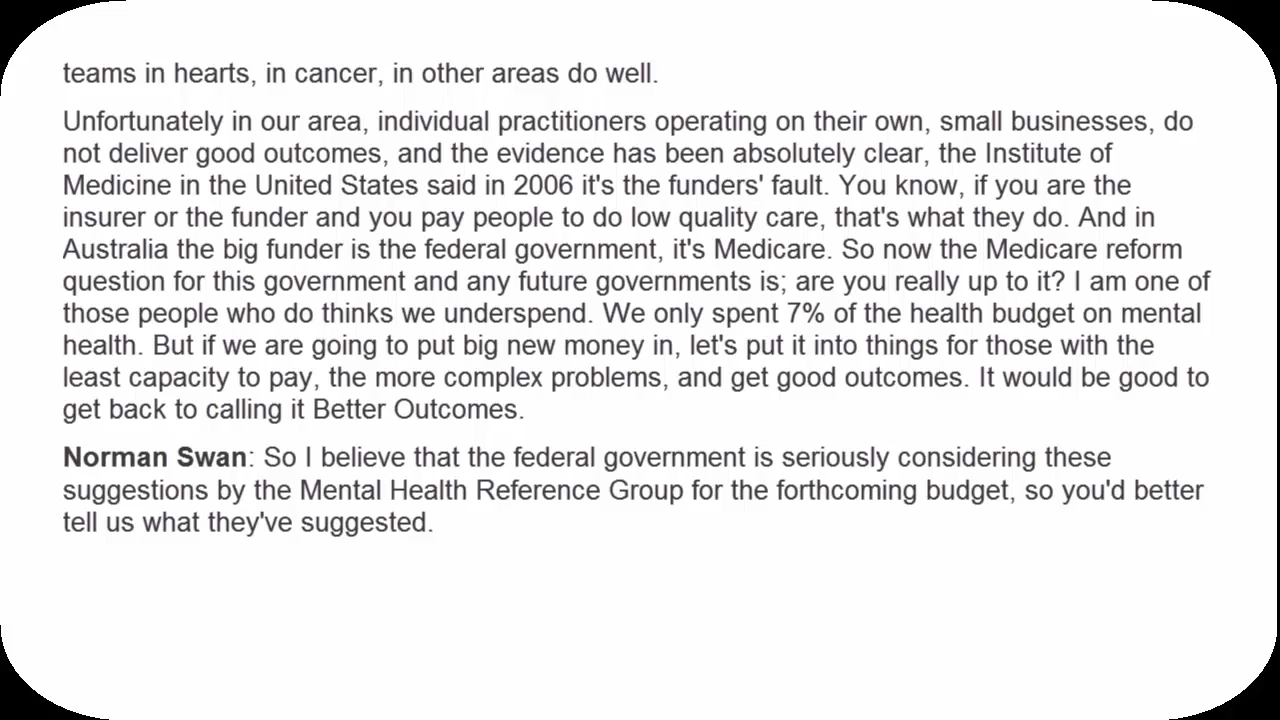 teams in hearts, in cancer, in other areas do well.
Unfortunately in our area, individual practitioners operating on their own, small businesses, do
not deliver good outcomes, and the evidence has been absolutely clear, the Institute of
Medicine in the United States said in 2006 it's the funders' fault. You know, if you are the
insurer or the funder and you pay people to do low quality care, that's what they do. And in
Australia the big funder is the federal government, it's Medicare. So now the Medicare reform
question for this government and any future governments is; are you really up to it? I am one of
those people who do thinks we underspend. We only spent 7% of the health budget on mental
health. But if we are going to put big new money in, let's put it into things for those with the
least capacity to pay, the more complex problems, and get good outcomes. It would be good to
get back to calling it Better Outcomes.
Norman Swan: So I believe that the federal government is seriously considering these
suggestions by the Mental Health Reference Group for the forthcoming budget, so you'd better
tell us what they've suggested.